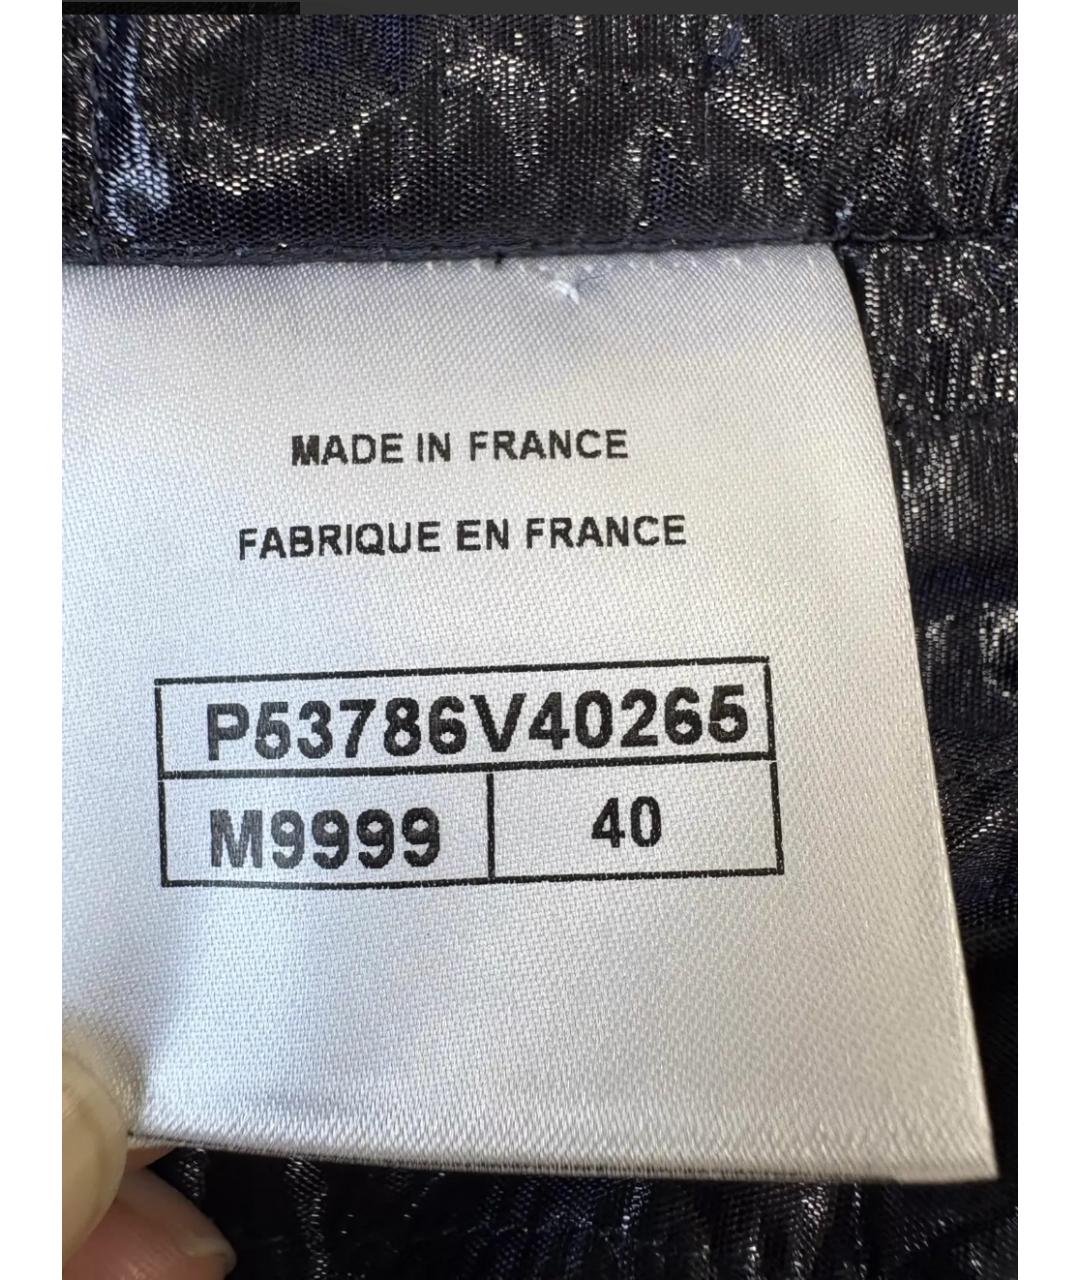 MADE IN FRANCE
FABRIQUE EN FRANCE
P53786V40265
M9999 40